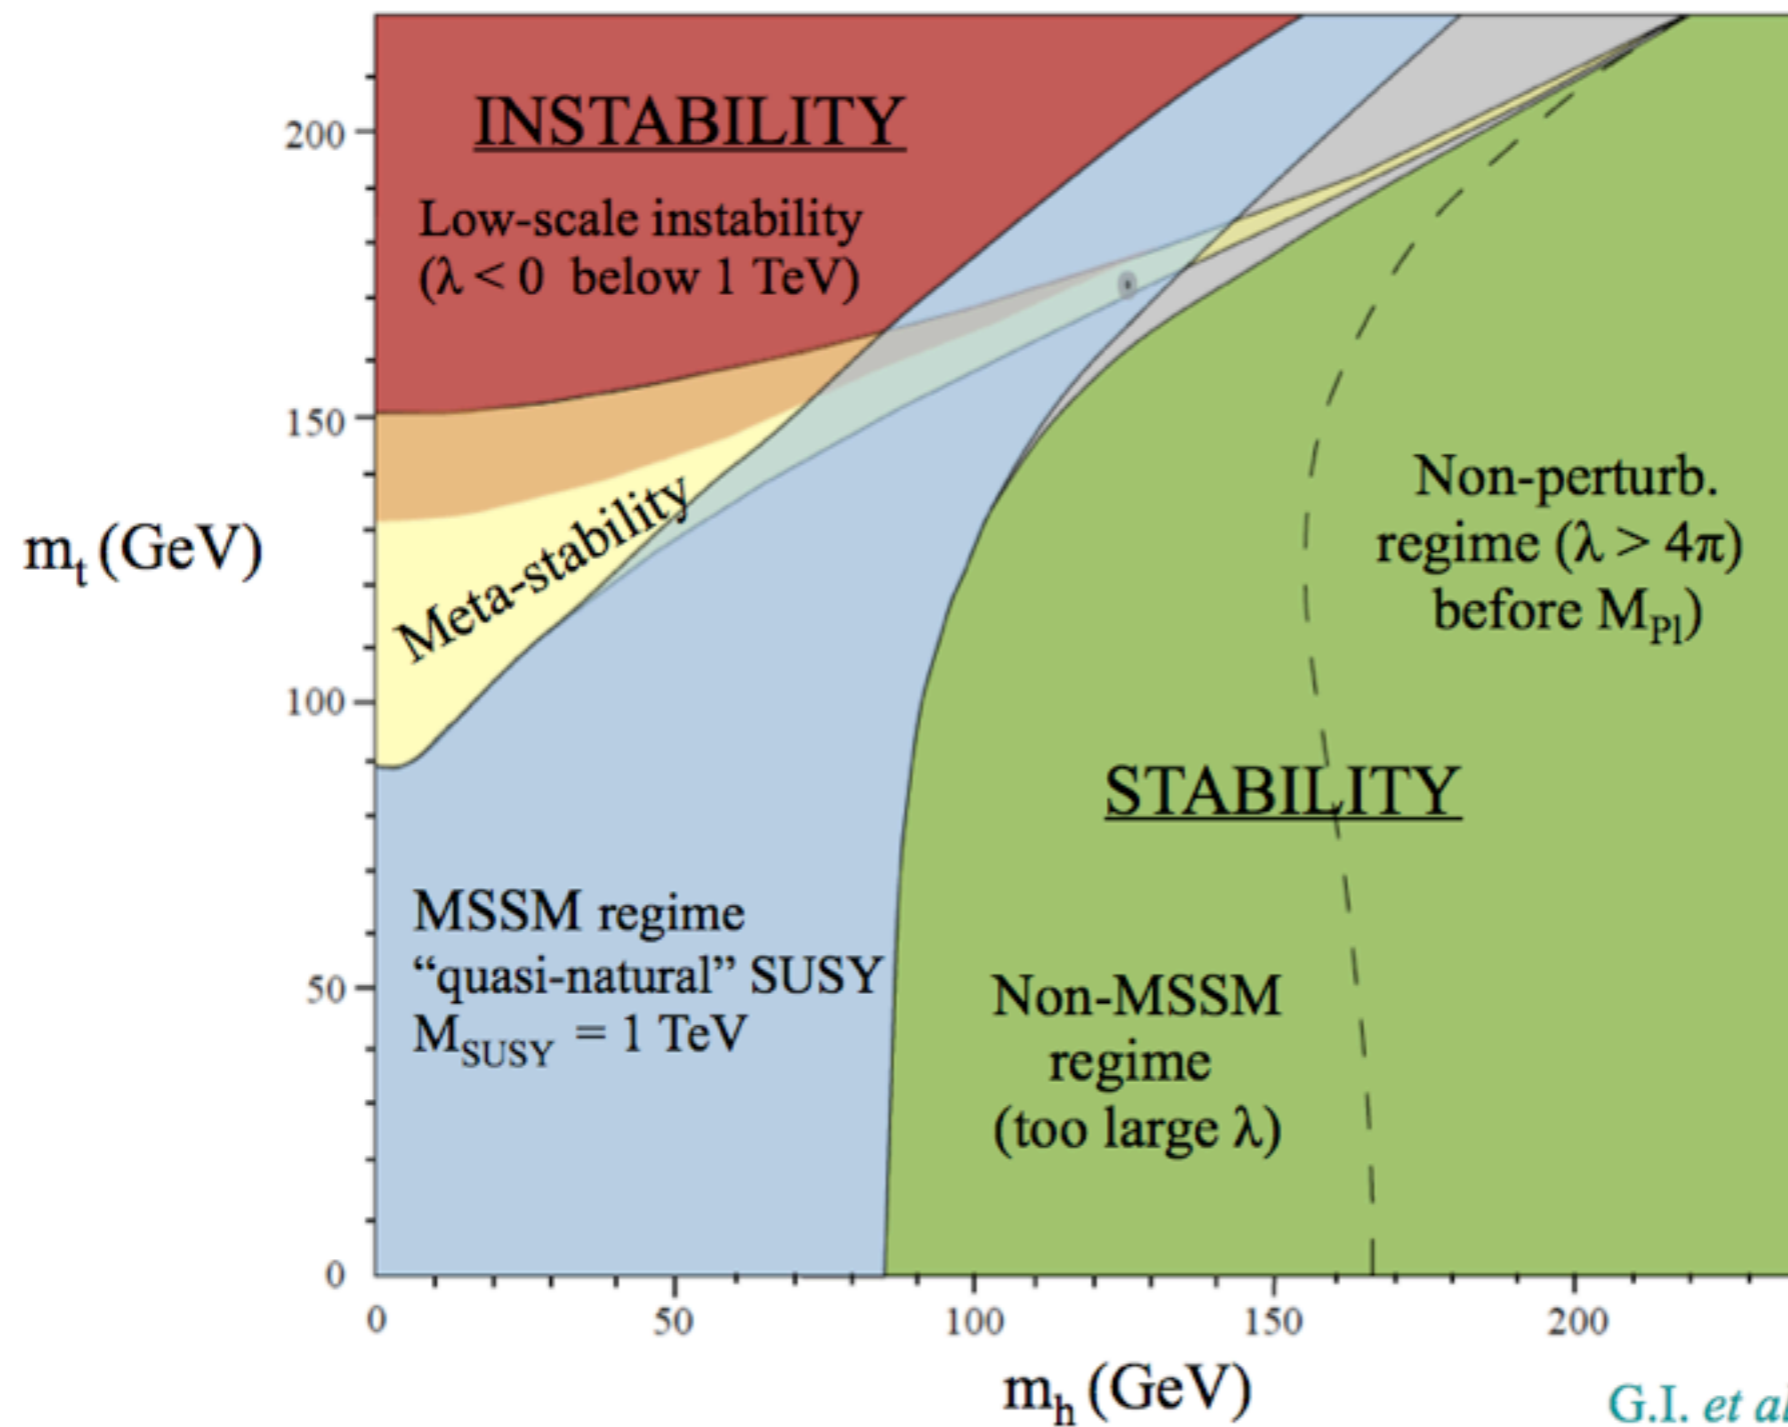 INSTABILITY
Low-scale instability
(λ < 0 below 1 TeV)
200
150
100
50
0
m_t (GeV)
Meta-stability
Non-perturb.
regime (λ > 4π)
before M_Pl)
STABILITY
MSSM regime
“quasi-natural” SUSY
M_SUSY = 1 TeV
Non-MSSM
regime
(too large λ)
0 50 100 150 200
m_h (GeV)
G.I. et